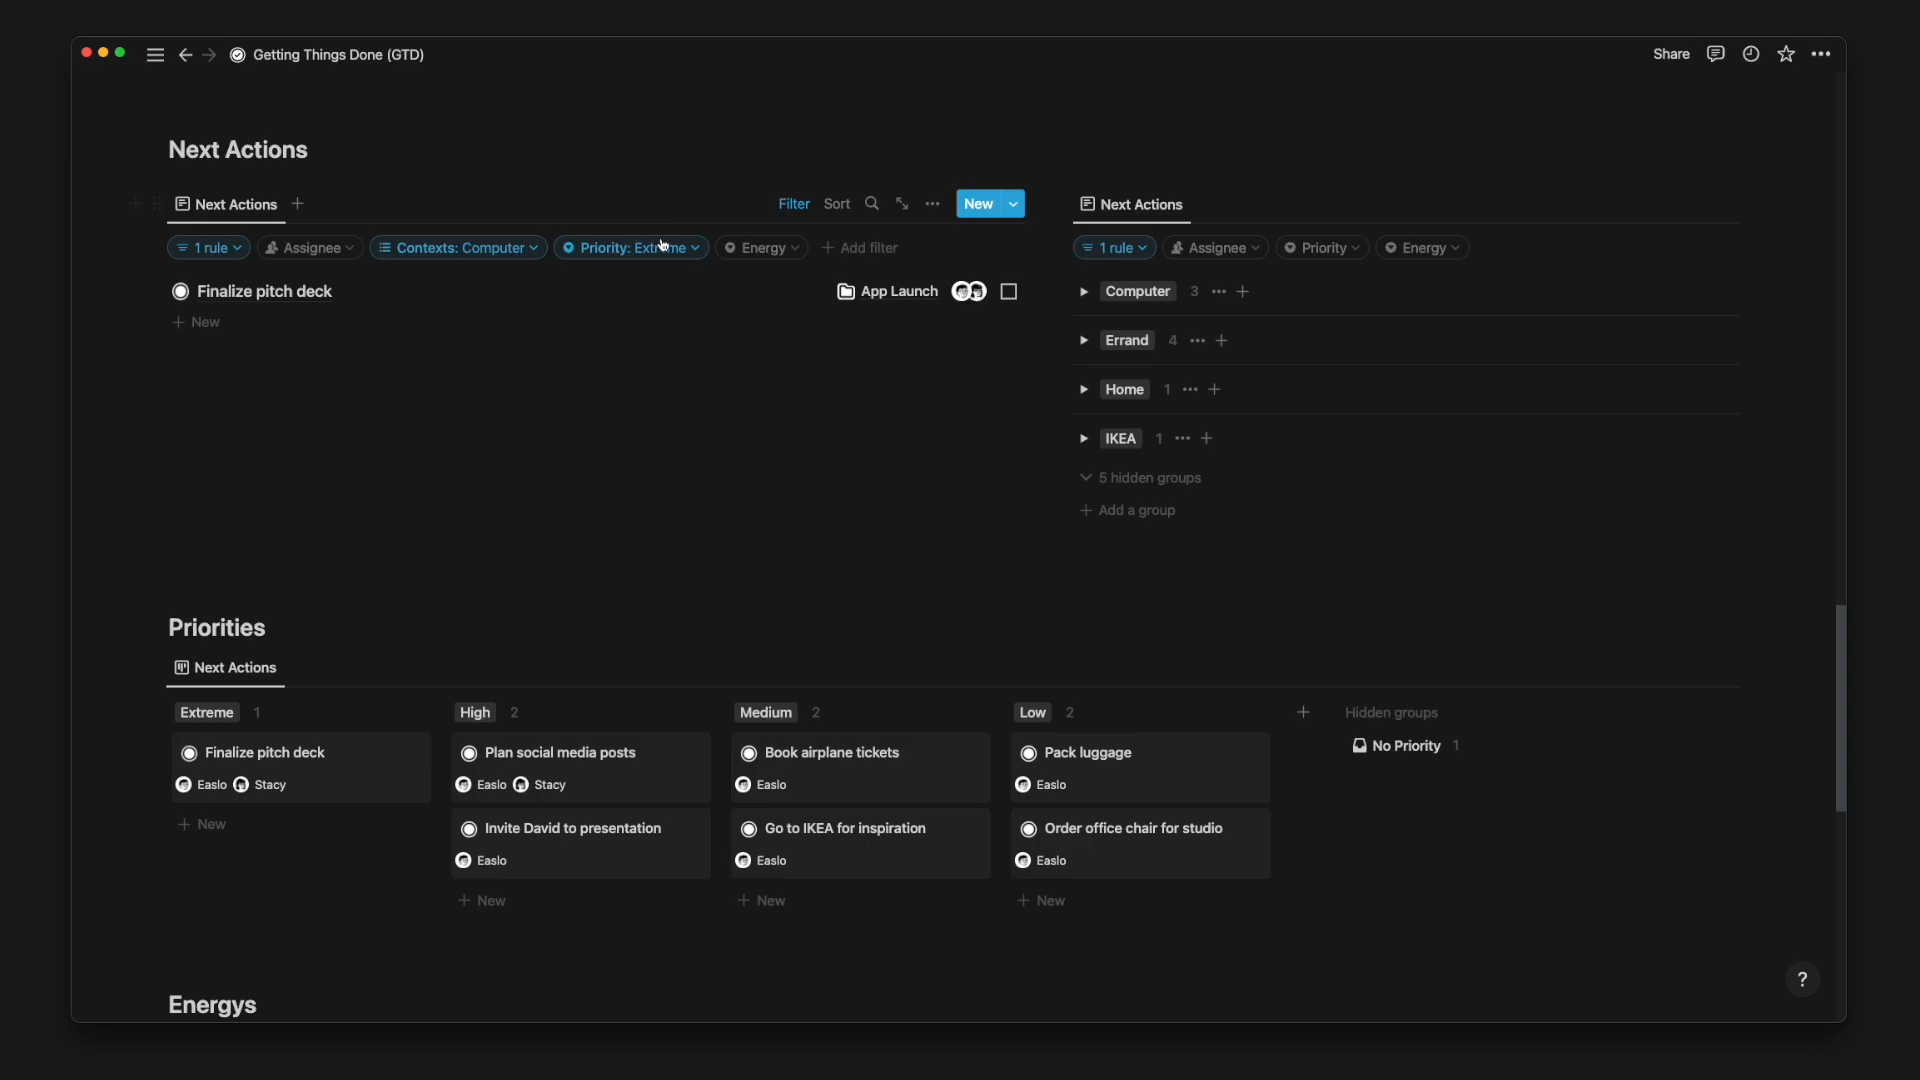 Getting Things Done (GTD)
Share
Next Actions
Next Actions
Filter Sort New
Next Actions
1 rule Assignee Contexts: Computer Priority: Extreme Energy Add filter
1 rule Assignee Priority Energy
Finalize pitch deck App Launch
New
Computer 3
Errand 4
Home 1
IKEA 1
5 hidden groups
Add a group
Priorities
Next Actions
Extreme 1
High 2
Medium 2
Low 2
Hidden groups
Finalize pitch deck
Easlo Stacy
New
Plan social media posts
Easlo Stacy
Invite David to presentation
Easlo
New
Book airplane tickets
Easlo
Go to IKEA for inspiration
Easlo
New
Pack luggage
Easlo
Order office chair for studio
Easlo
New
No Priority 1
?
Energys